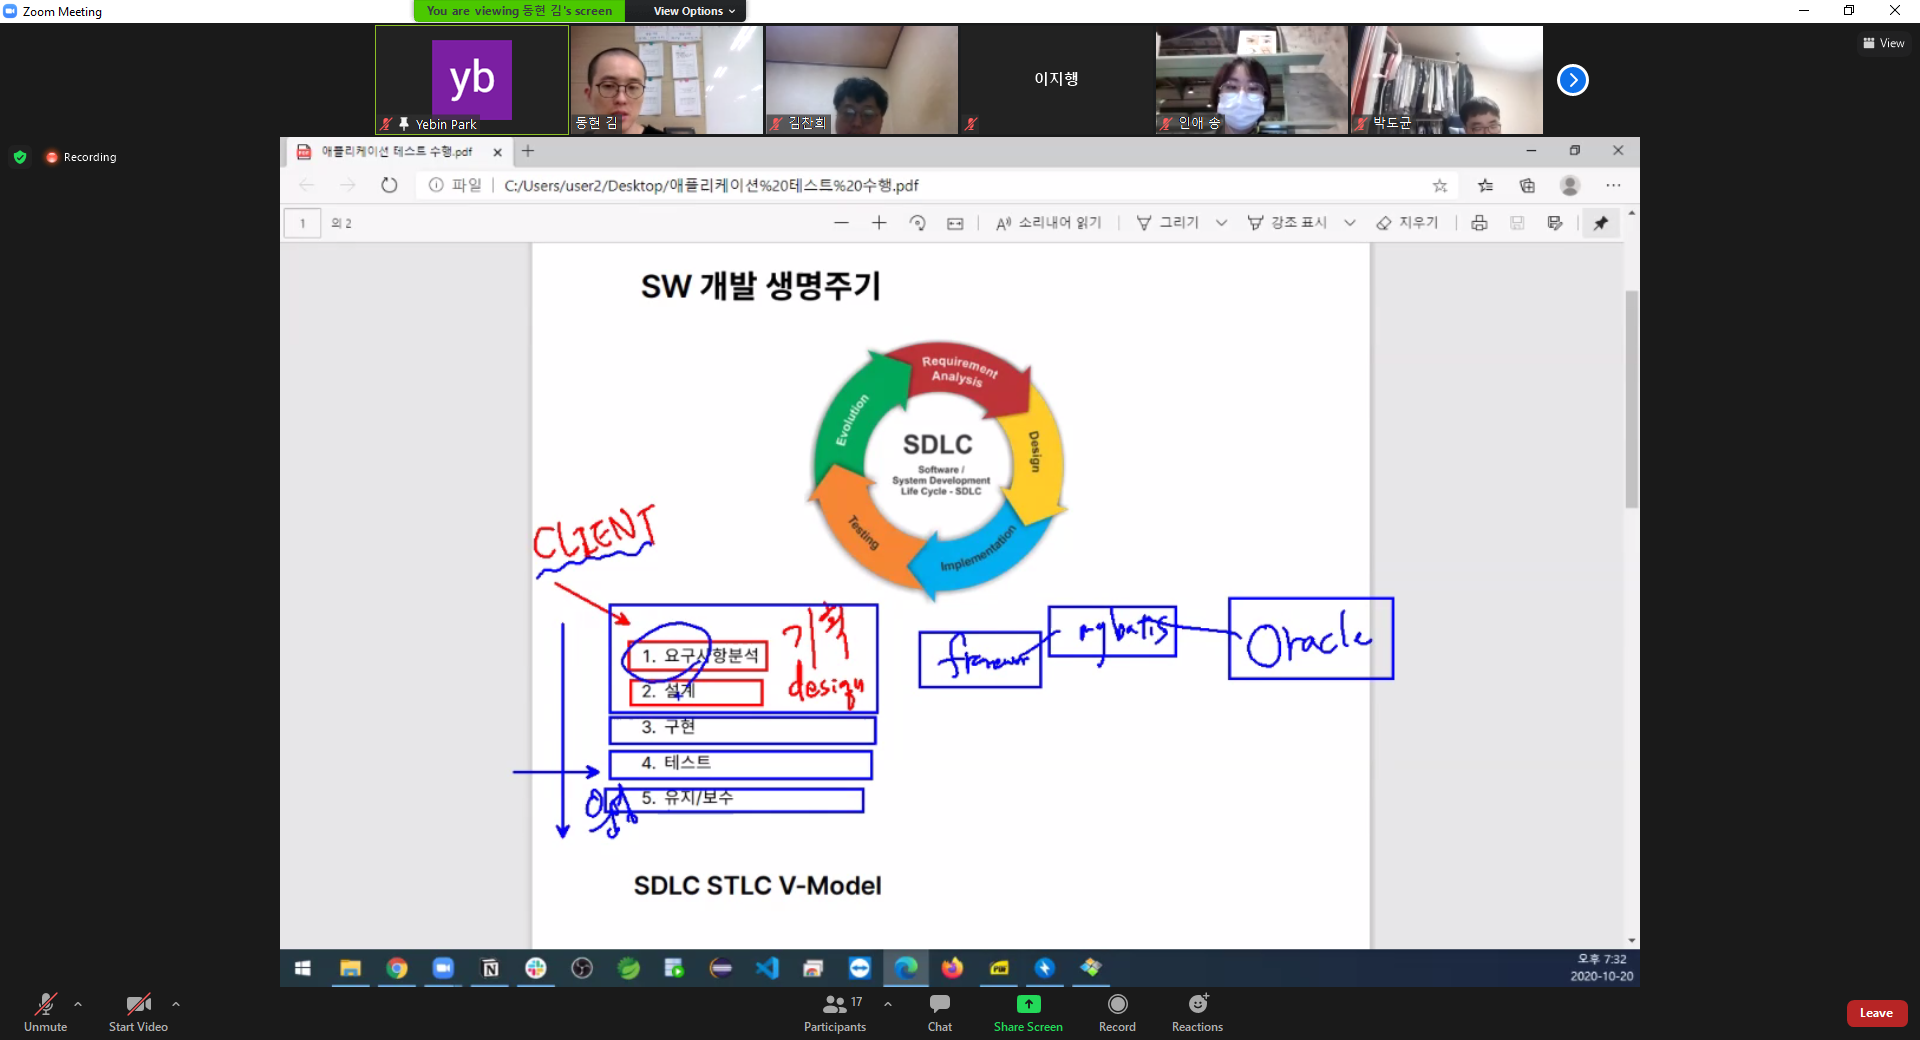 Zoom Meeting
You are viewing 동현 김's screen
View Options
View
yb
Yebin Park
동현 김
김찬희
이지행
인애 송
박도균
Recording
애플리케이션 테스트 수행.pdf
파일 | C:/Users/user2/Desktop/애플리케이션%20테스트%20수행.pdf
1 의 2
소리내어 읽기
그리기
강조 표시
지우기
SW 개발 생명주기
Requirement
Analysis
Design
Implementation
Testing
Evolution
SDLC
Software /
System Development
Life Cycle - SDLC
CLIENT
기획
design
1. 요구사항분석
2. 설계
3. 구현
4. 테스트
5. 유지/보수
mybatis
Oracle
SDLC STLC V-Model
오후 7:32
2020-10-20
Unmute
Start Video
17
Participants
Chat
Share Screen
Record
Reactions
Leave